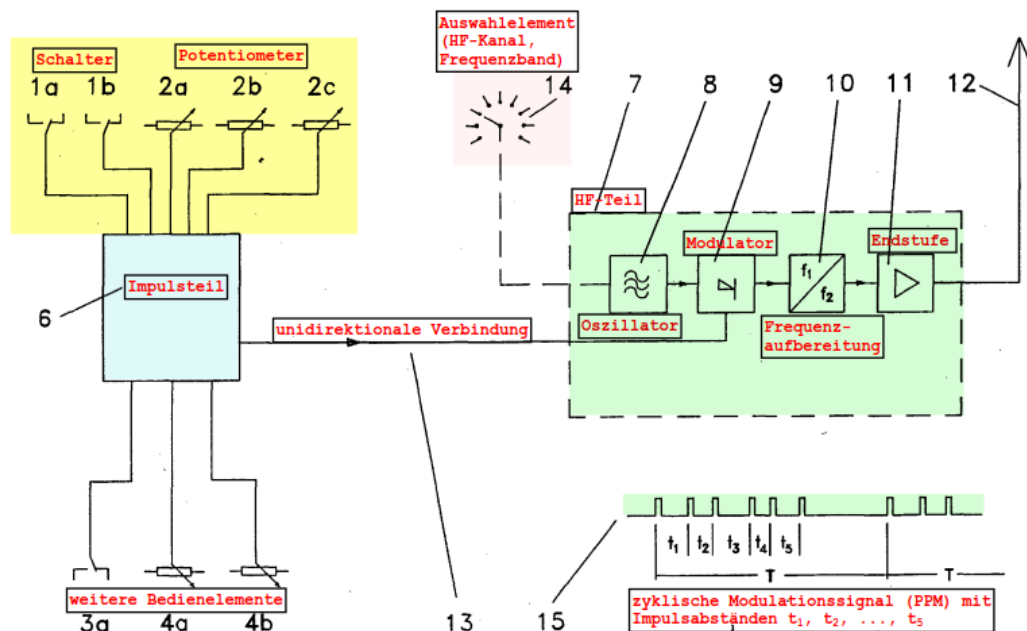 Auswahlelement
(HF-Kanal,
Frequenzband)
Schalter
Potentiometer
1a 1b 2a 2b 2c
14
7 8 9 10 11 12
HF-Teil
Modulator
Endstufe
f1
f2
Oszillator
Frequenz-
aufbereitung
Impulsteil
6
unidirektionale Verbindung
t1 t2 t3 t4 t5
T T
weitere Bedienelemente
3a 4a 4b
13 15
zyklische Modulationssignal (PPM) mit
Impulsabständen t1, t2, ..., t5